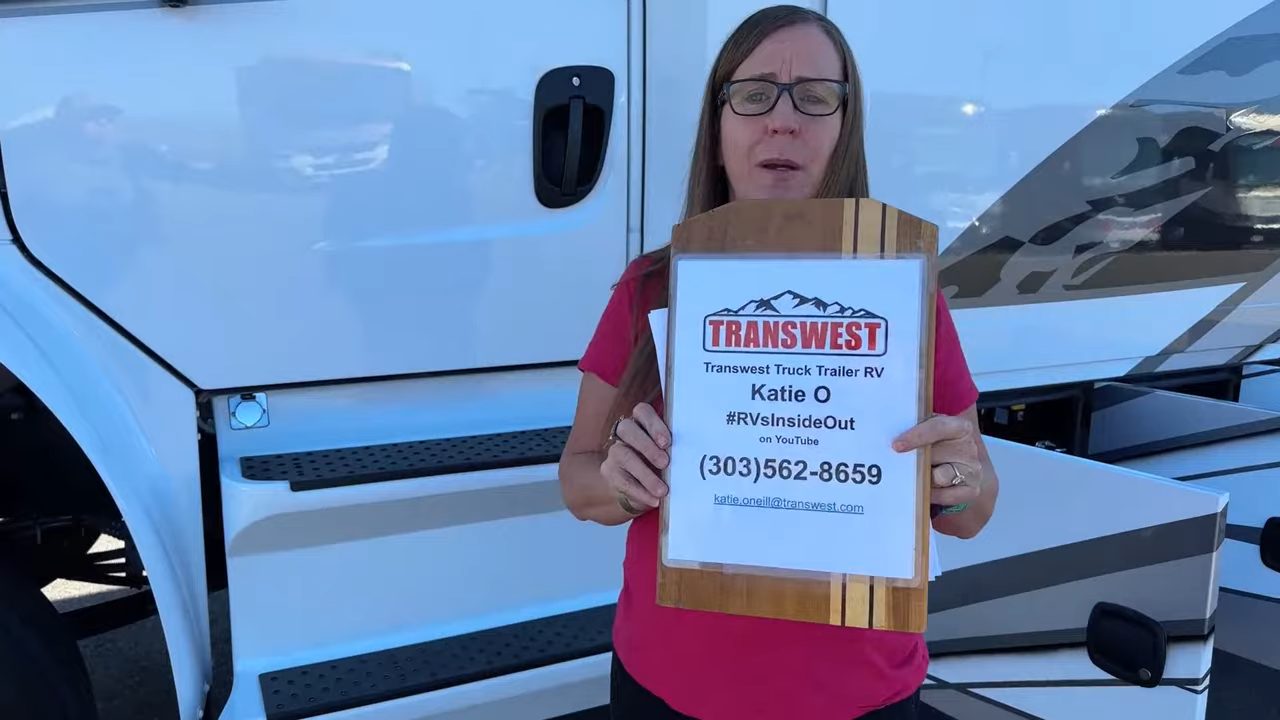 TRANSWEST
Transwest Truck Trailer RV
Katie O
#RVsInsideOut
on YouTube
(303)562-8659
katie.oneill@transwest.com